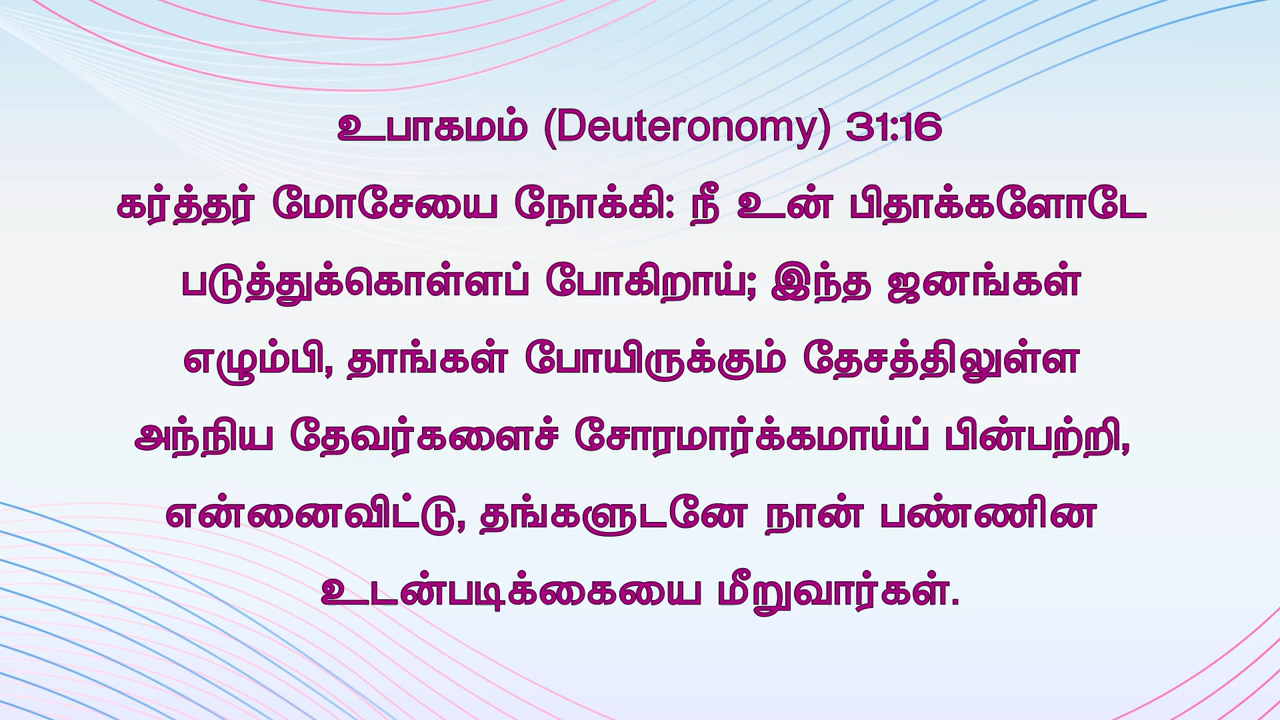 உபாகமம் (Deuteronomy) 31:16
கர்த்தர் மோசேயை நோக்கி: நீ உன் பிதாக்களோடே
படுத்துக்கொள்ளப் போகிறாய்; இந்த ஜனங்கள்
எழும்பி, தாங்கள் போயிருக்கும் தேசத்திலுள்ள
அந்நிய தேவர்களைச் சோரமார்க்கமாய்ப் பின்பற்றி,
என்னைவிட்டு, தங்களுடனே நான் பண்ணின
உடன்படிக்கையை மீறுவார்கள்.